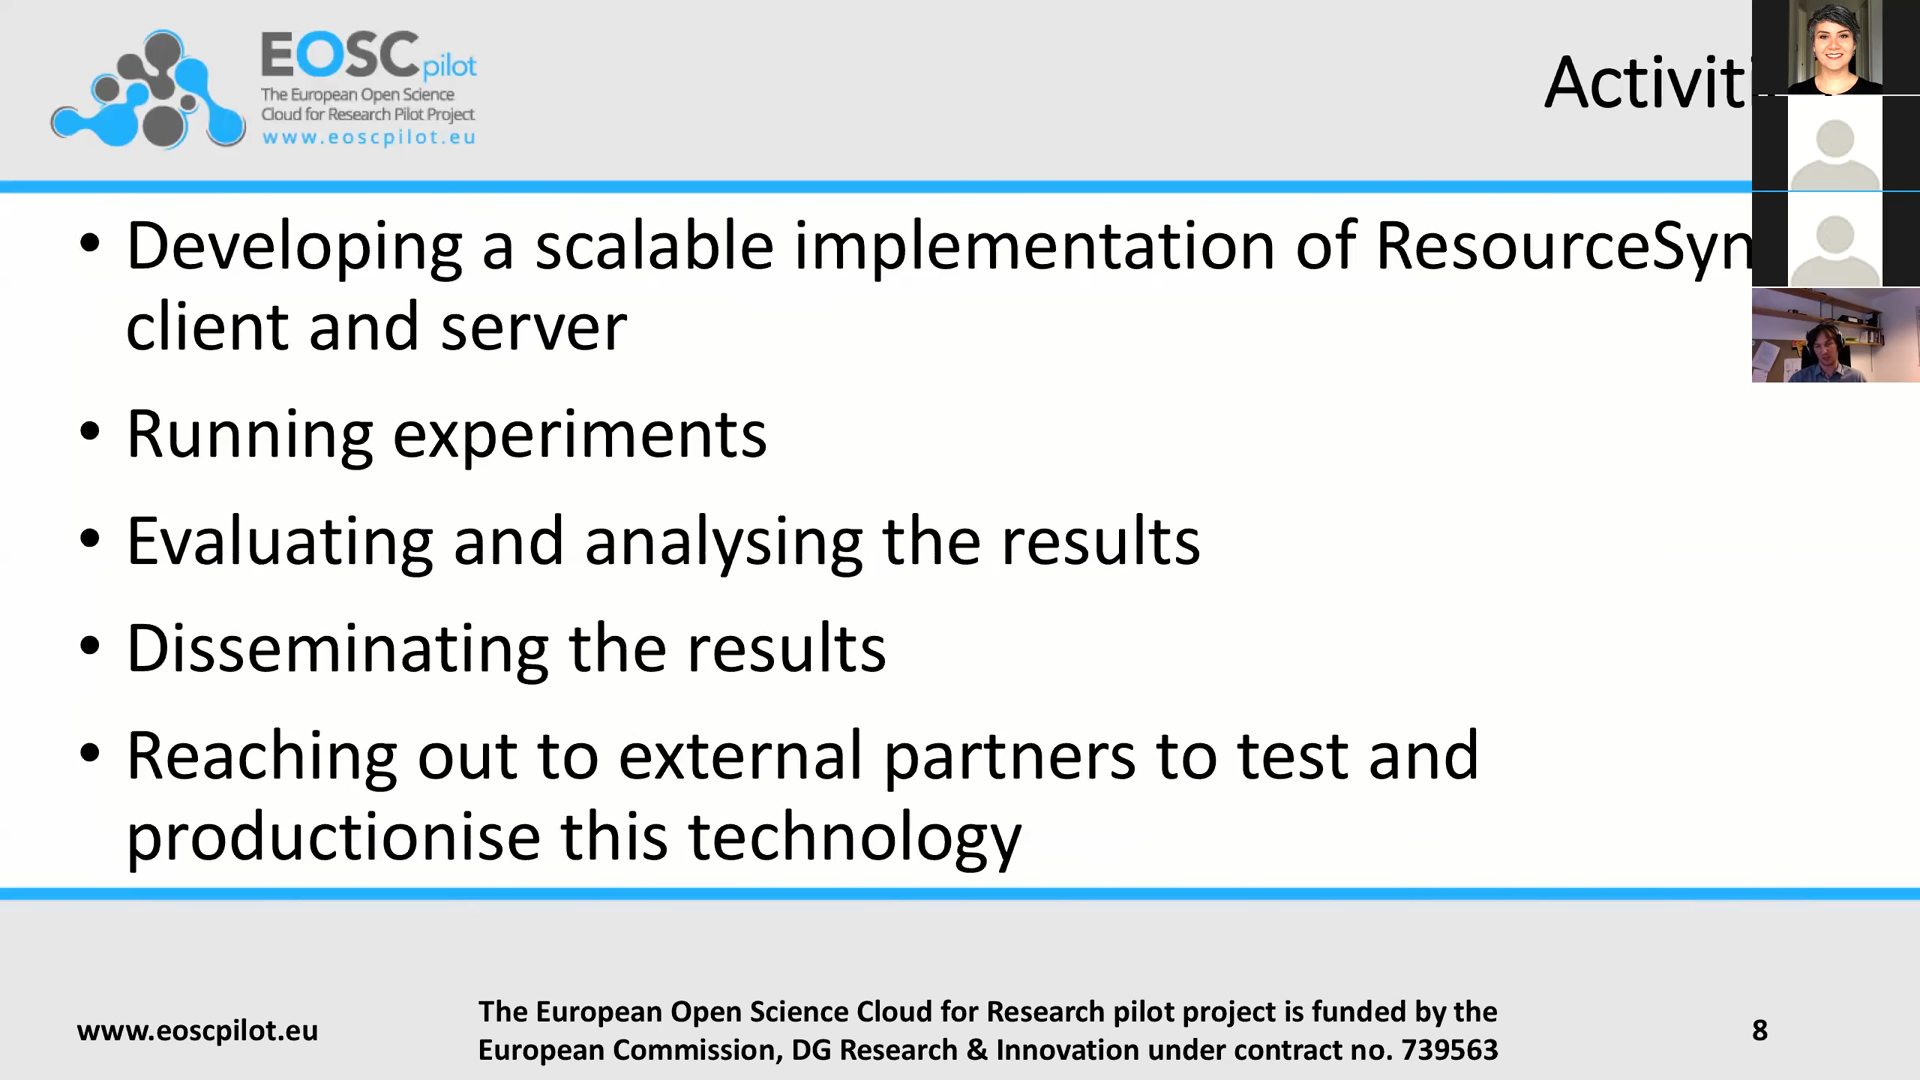 EOSCpilot
The European Open Science
Cloud for Research Pilot Project
www.eoscpilot.eu
Activiti
• Developing a scalable implementation of ResourceSyn
client and server
• Running experiments
• Evaluating and analysing the results
• Disseminating the results
• Reaching out to external partners to test and
productionise this technology
www.eoscpilot.eu
The European Open Science Cloud for Research pilot project is funded by the
European Commission, DG Research & Innovation under contract no. 739563
8